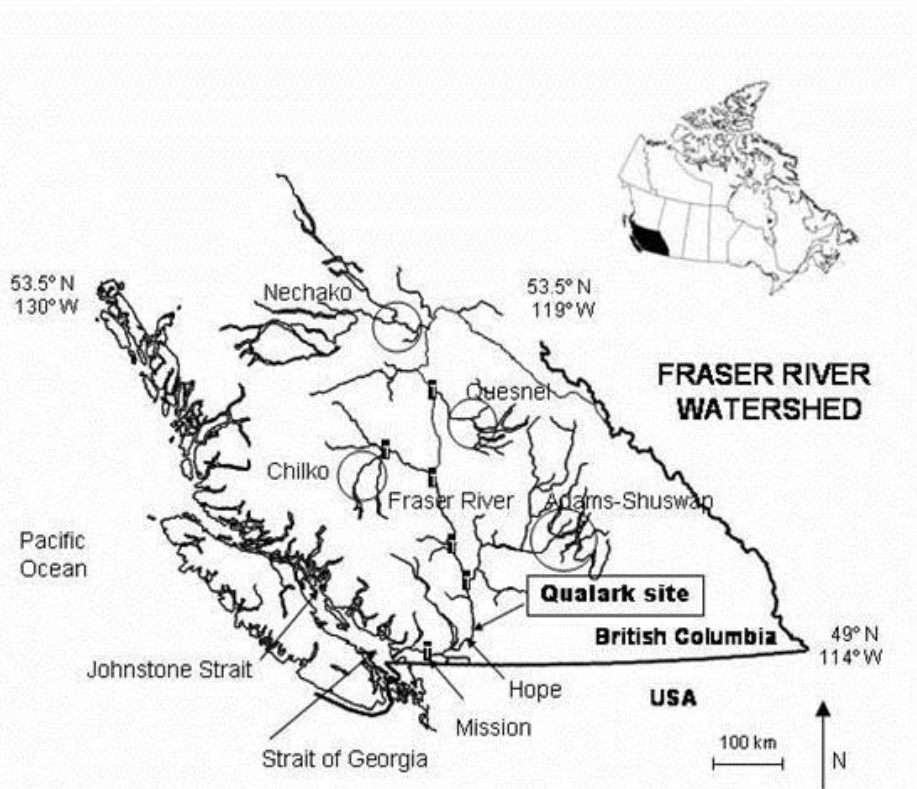 53.5° N
130° W
Nechako
53.5° N
119° W
FRASER RIVER
WATERSHED
Quesnel
Chilko
Fraser River
Adams-Shuswap
Pacific
Ocean
Qualark site
British Columbia
49° N
114° W
Johnstone Strait
Hope
USA
Mission
Strait of Georgia
100 km
N